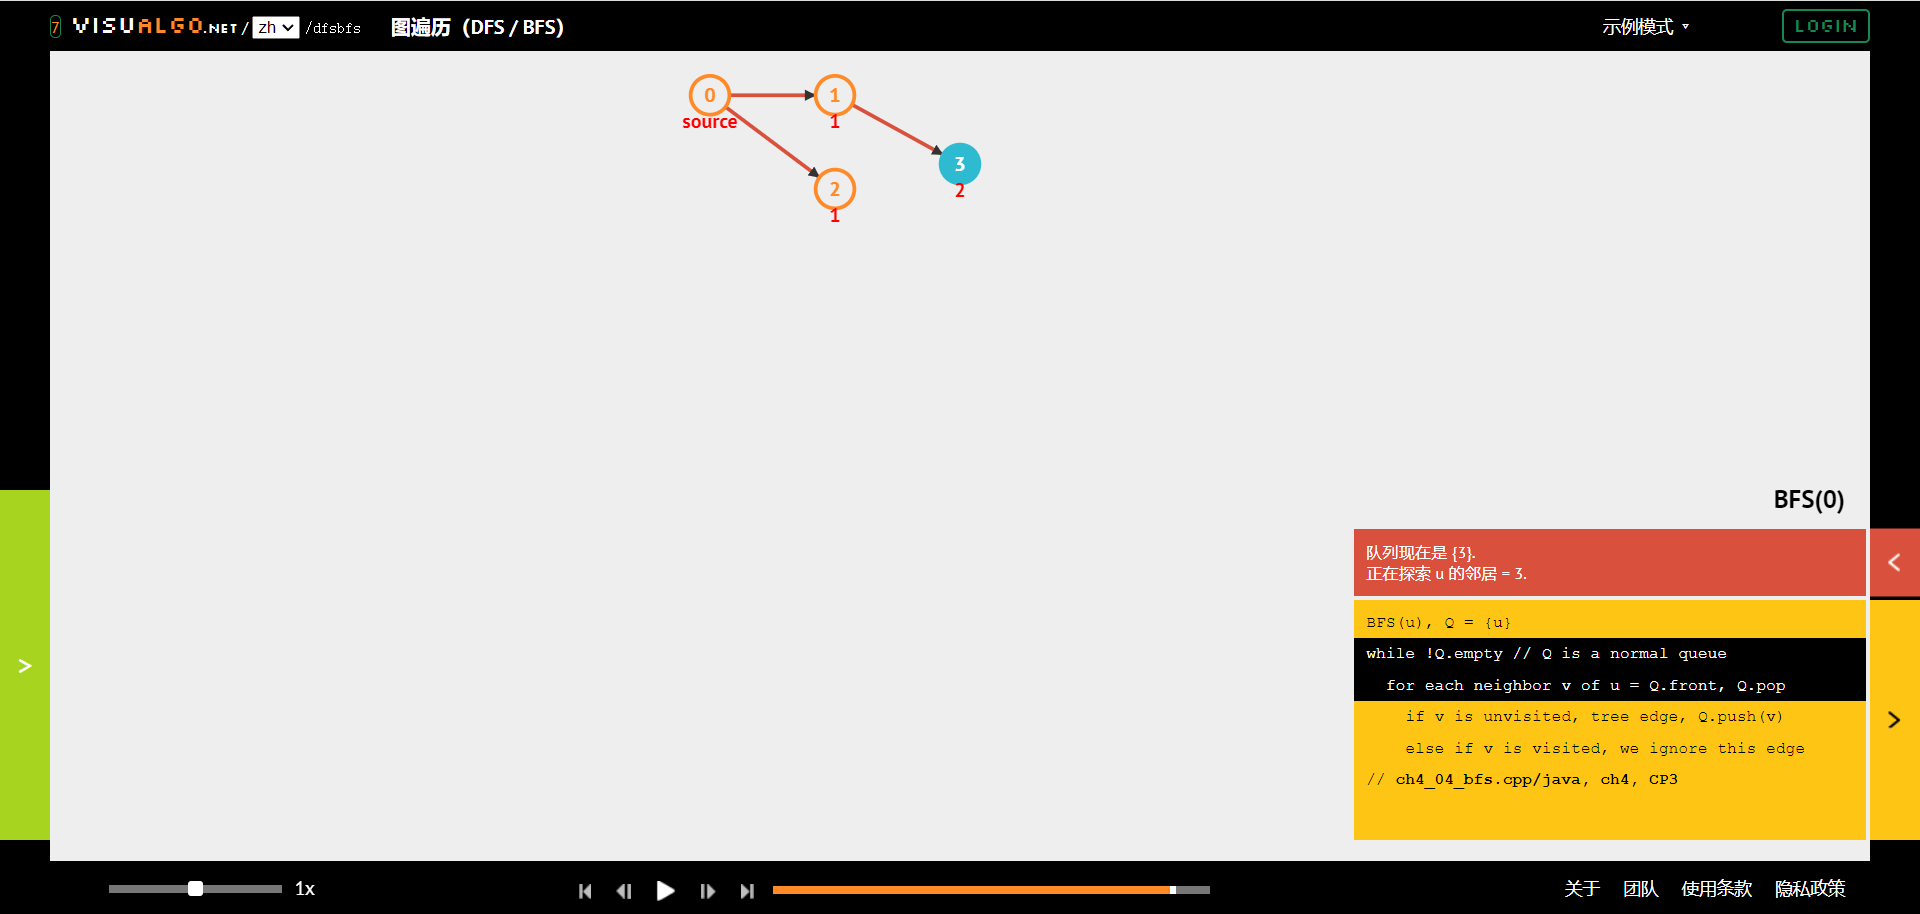 7 VISUALGO.NET / zh /dfsbfs 图遍历（DFS / BFS） 示例模式 LOGIN
0 1
source 1
3
2 2
1
BFS(0)
队列现在是 {3}.
正在探索 u 的邻居 = 3.
BFS(u), Q = {u}
while !Q.empty // Q is a normal queue
for each neighbor v of u = Q.front, Q.pop
if v is unvisited, tree edge, Q.push(v)
else if v is visited, we ignore this edge
// ch4_04_bfs.cpp/java, ch4, CP3
1x 关于 团队 使用条款 隐私政策